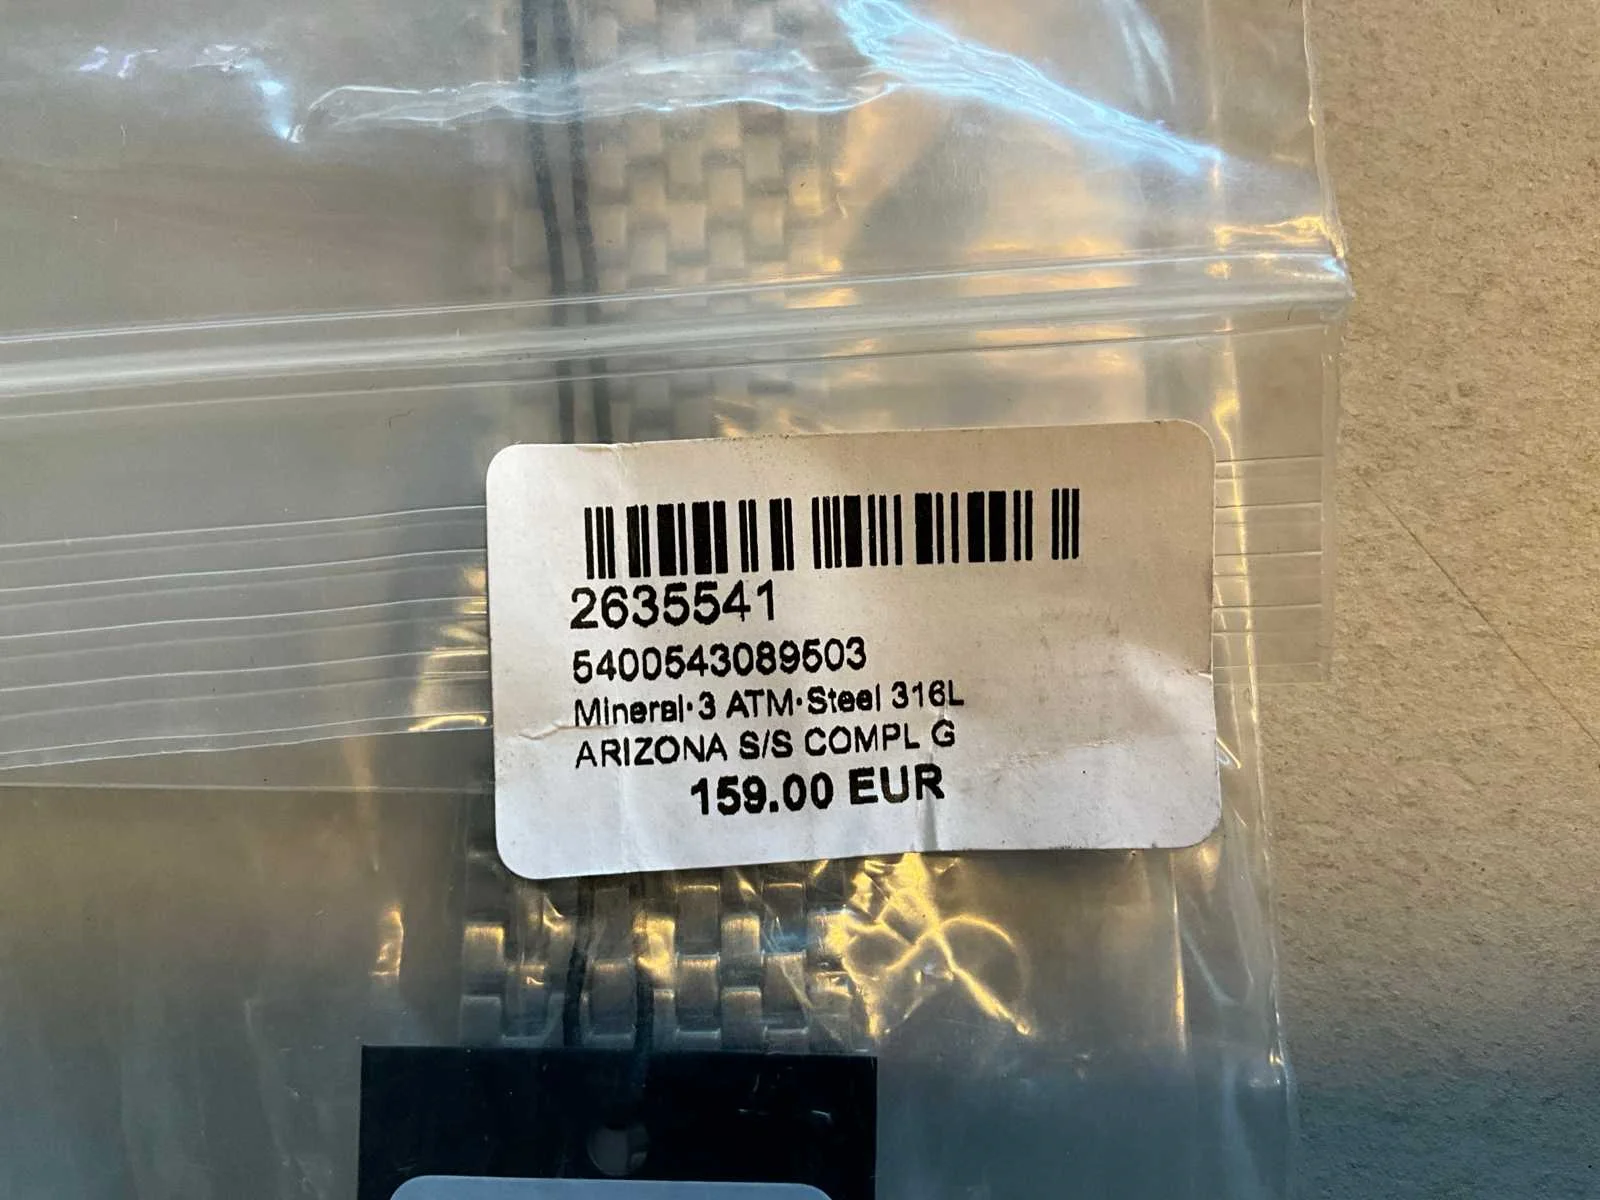 2635541
5400543089503
Mineral·3 ATM·Steel 316L
ARIZONA S/S COMPL G
159.00 EUR